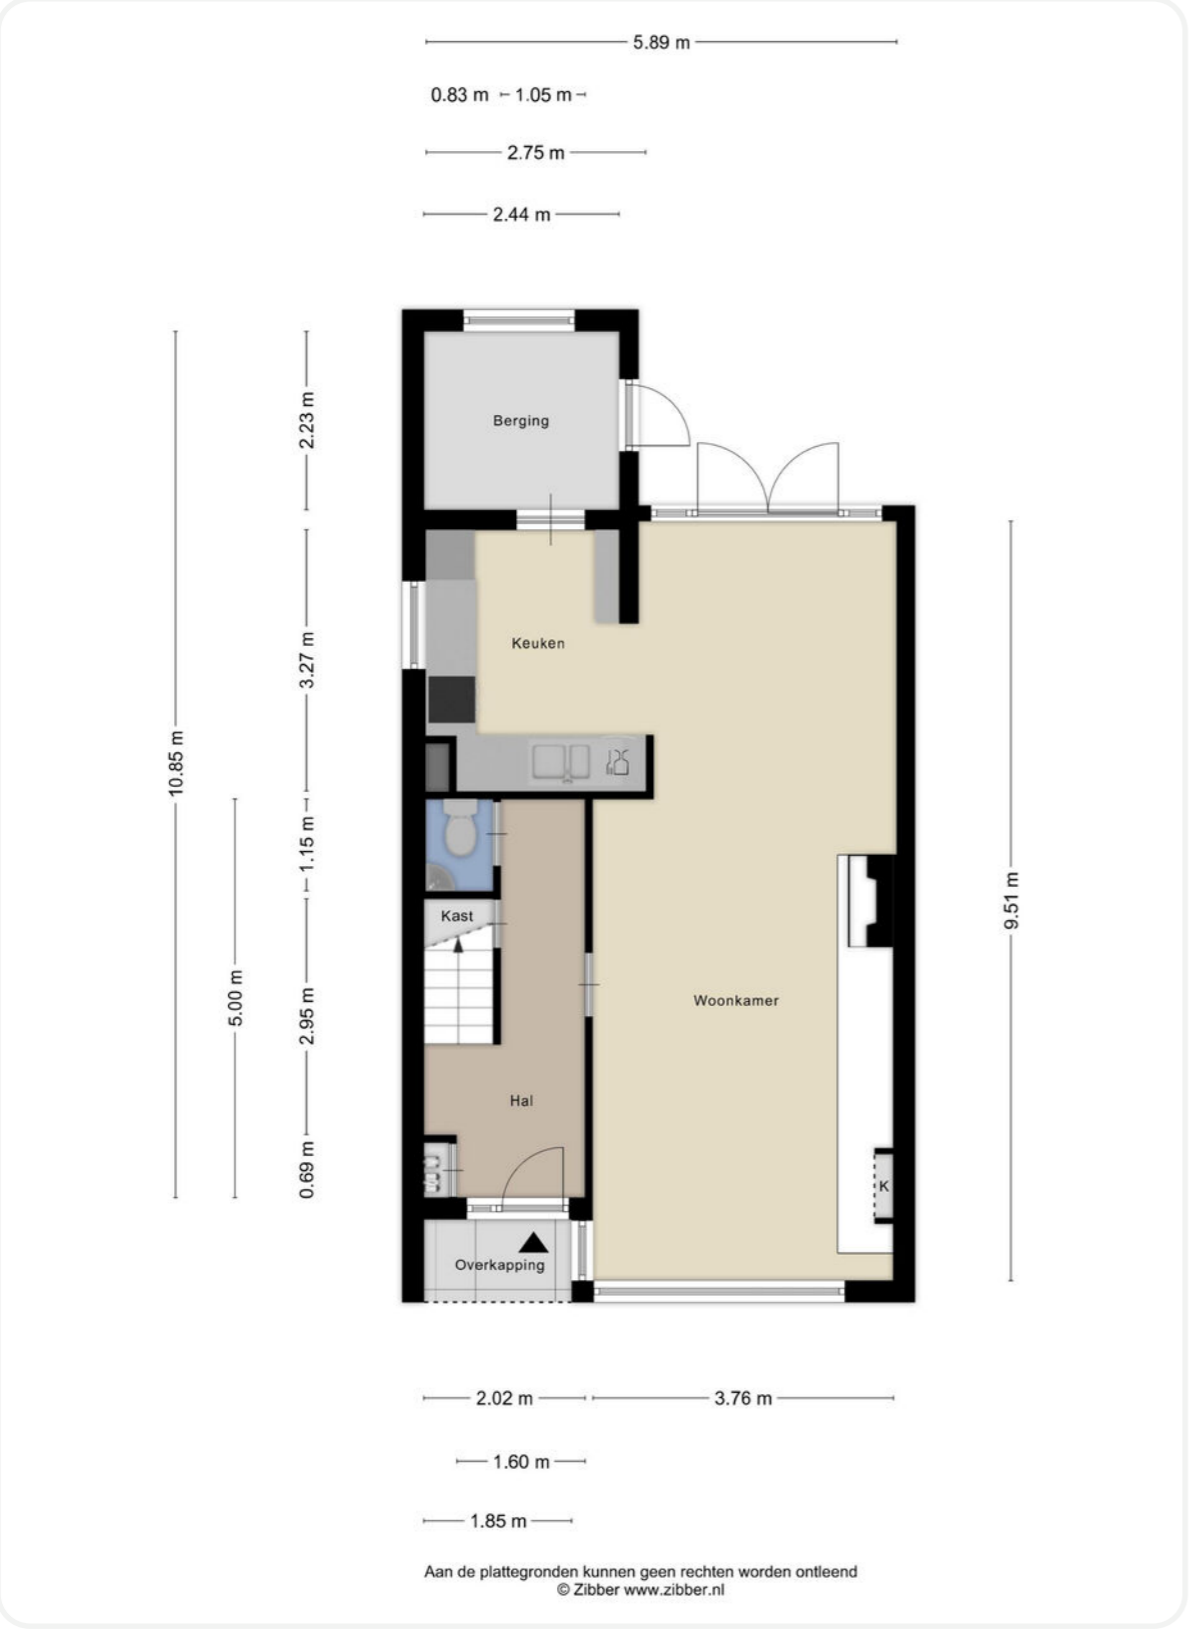 5.89 m
0.83 m
1.05 m
2.75 m
2.44 m
Berging
2.23 m
Keuken
3.27 m
10.85 m
1.15 m
9.51 m
Kast
5.00 m
2.95 m
Woonkamer
Hal
0.69 m
K
Overkapping
2.02 m
3.76 m
1.60 m
1.85 m
Aan de plattegronden kunnen geen rechten worden ontleend
© Zibber www.zibber.nl